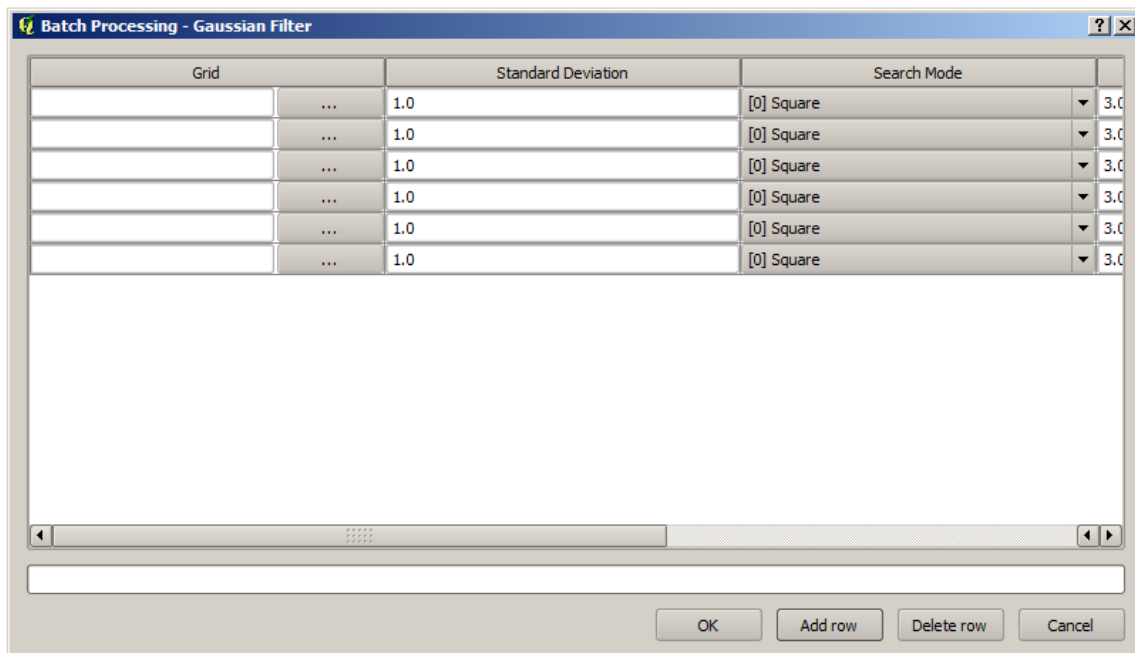 Batch Processing - Gaussian Filter ?
Grid Standard Deviation Search Mode
... 1.0 [0] Square
... 1.0 [0] Square
... 1.0 [0] Square
... 1.0 [0] Square
... 1.0 [0] Square
... 1.0 [0] Square
OK Add row Delete row Cancel